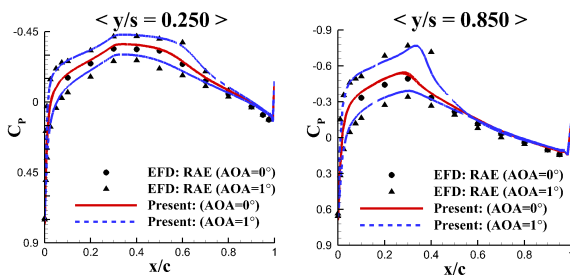 < y/s = 0.250 >
-0.45
0
0.45
0.9
C_P
EFD: RAE (AOA=0°)
EFD: RAE (AOA=1°)
Present: (AOA=0°)
Present: (AOA=1°)
0 0.2 0.4 0.6 0.8 1
x/c
< y/s = 0.850 >
-0.9
-0.6
-0.3
0
0.3
0.6
0.9
C_P
EFD: RAE (AOA=0°)
EFD: RAE (AOA=1°)
Present: (AOA=0°)
Present: (AOA=1°)
0 0.2 0.4 0.6 0.8 1
x/c